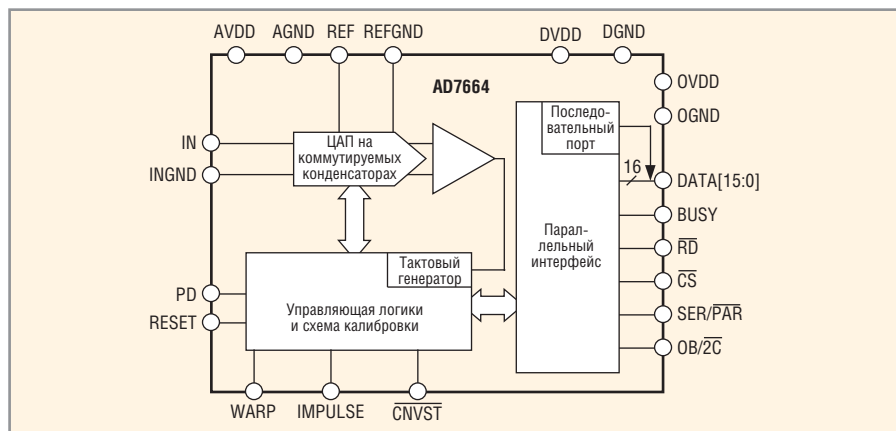 AVDD AGND REF REFGND DVDD DGND
AD7664
OVDD
OGND
IN
INGND
ЦАП на
коммутируемых
конденсаторах
Последо-
вательный
порт
16
DATA[15:0]
BUSY
RD
CS
SER/PAR
OB/2C
Парал-
лельный
интерфейс
Тактовый
генератор
Управляющая логики
и схема калибровки
PD
RESET
WARP IMPULSE CNVST